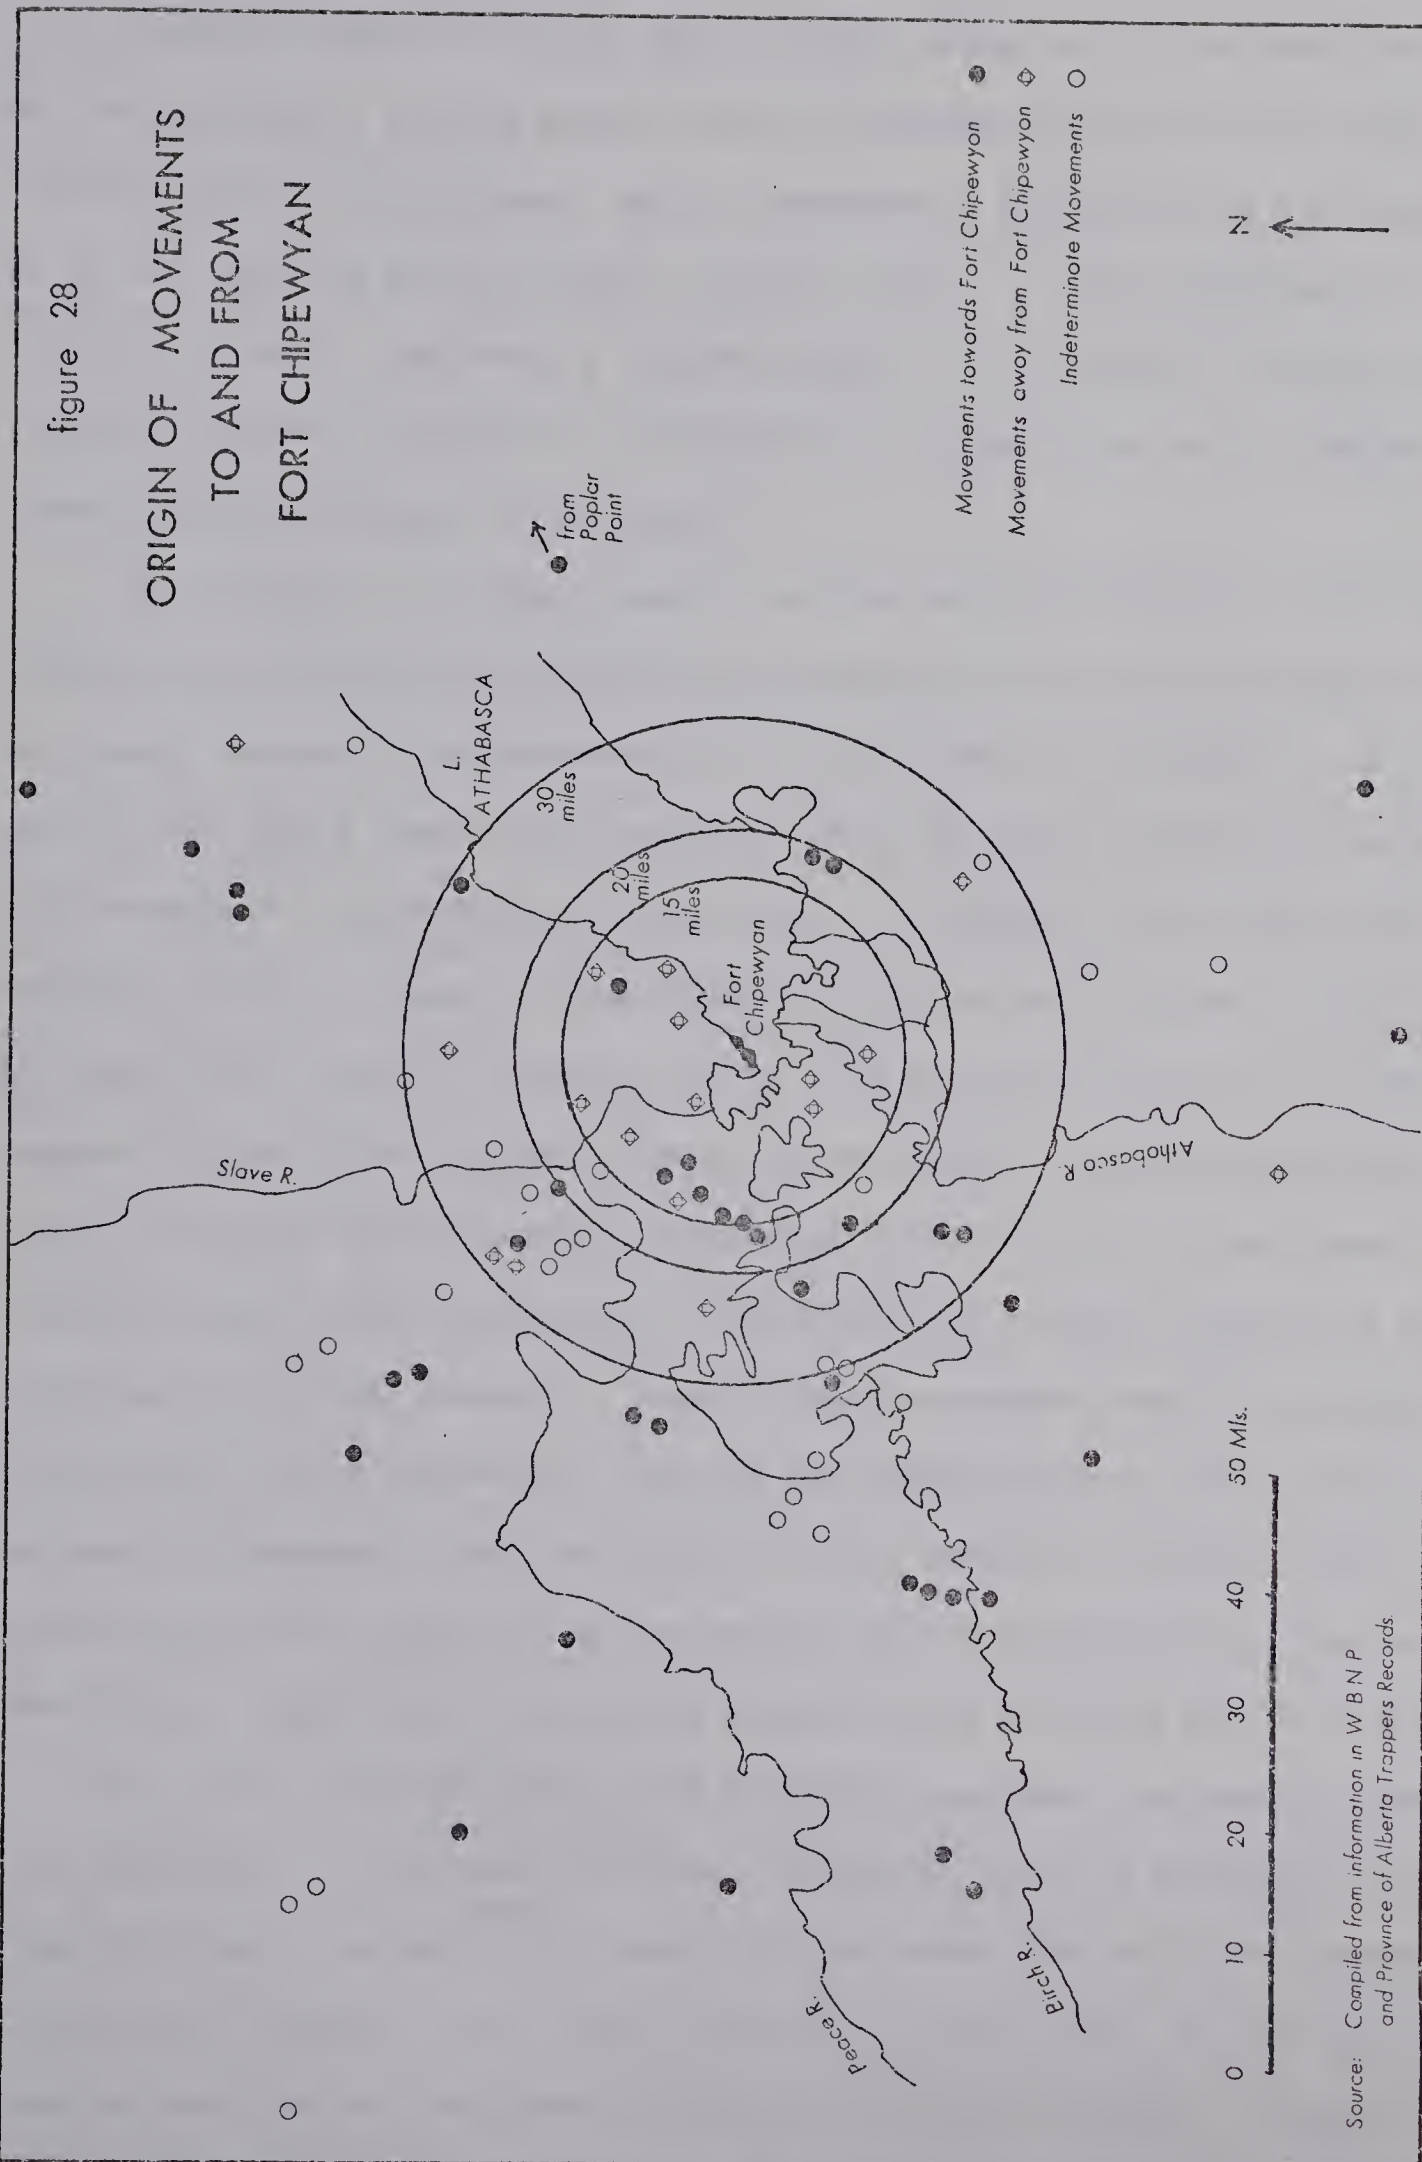 figure 28
ORIGIN OF MOVEMENTS
TO AND FROM
FORT CHIPEWYAN
from
Poplar
Point
L.
ATHABASCA
30
miles
20
miles
15
miles
Fort
Chipewyan
Slave R.
Athabasca R.
Peace R.
Birch R.
Movements towards Fort Chipewyan
Movements away from Fort Chipewyan
Indeterminate Movements
N
0 10 20 30 40 50 Mls.
Source: Compiled from information in W B N P
and Province of Alberta Trappers Records.